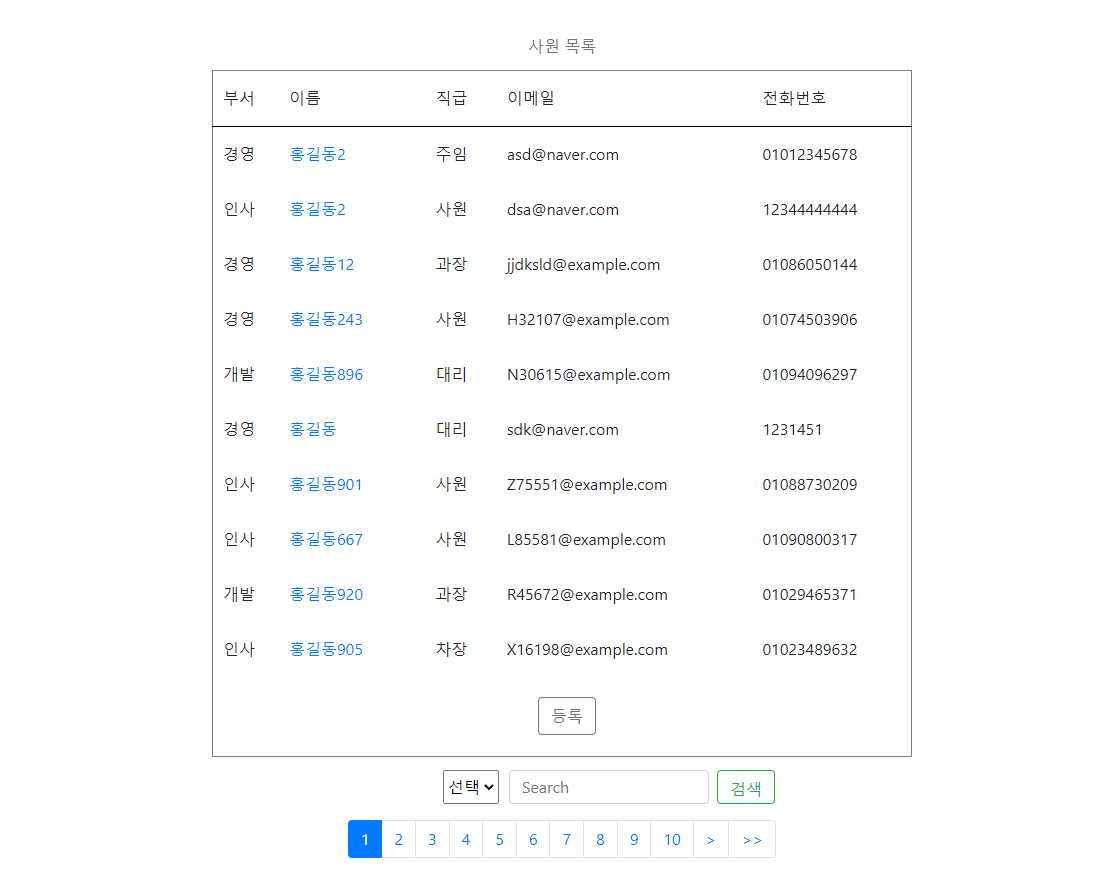 사원 목록
부서 이름 직급 이메일 전화번호
경영 홍길동2 주임 asd@naver.com 01012345678
인사 홍길동2 사원 dsa@naver.com 12344444444
경영 홍길동12 과장 jjdksld@example.com 01086050144
경영 홍길동243 사원 H32107@example.com 01074503906
개발 홍길동896 대리 N30615@example.com 01094096297
경영 홍길동 대리 sdk@naver.com 1231451
인사 홍길동901 사원 Z75551@example.com 01088730209
인사 홍길동667 사원 L85581@example.com 01090800317
개발 홍길동920 과장 R45672@example.com 01029465371
인사 홍길동905 차장 X16198@example.com 01023489632
등록
선택 Search 검색
1 2 3 4 5 6 7 8 9 10 > >>